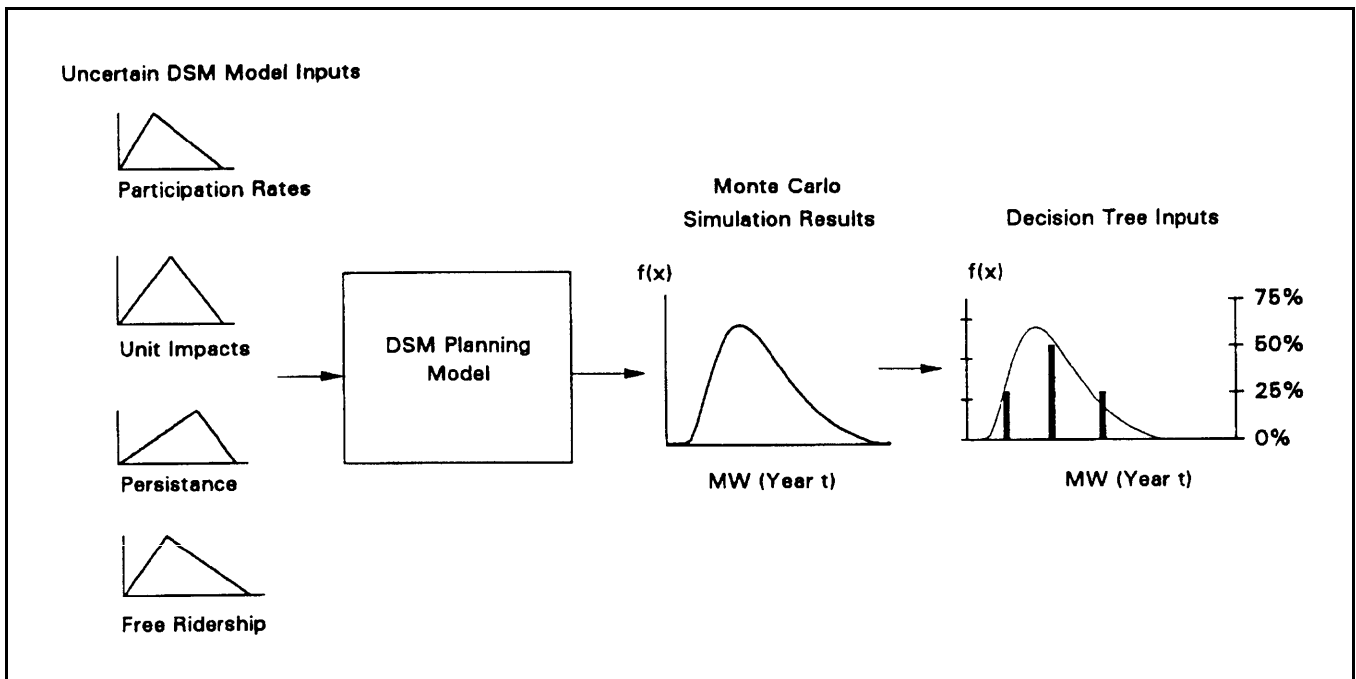 Uncertain DSM Model Inputs
Participation Rates
Unit Impacts
Persistance
Free Ridership
DSM Planning
Model
Monte Carlo
Simulation Results
f(x)
MW (Year t)
Decision Tree Inputs
f(x)
75%
50%
25%
0%
MW (Year t)